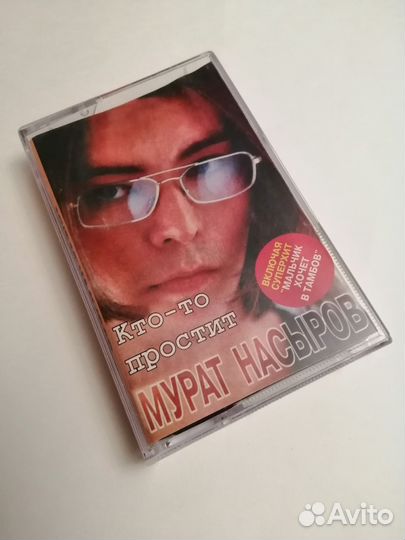 ВКЛЮЧАЯ
СУПЕРХИТ
"МАЛЬЧИК
ХОЧЕТ
В ТАМБОВ"
Кто-то
простит
МУРАТ НАСЫРОВ
Avito